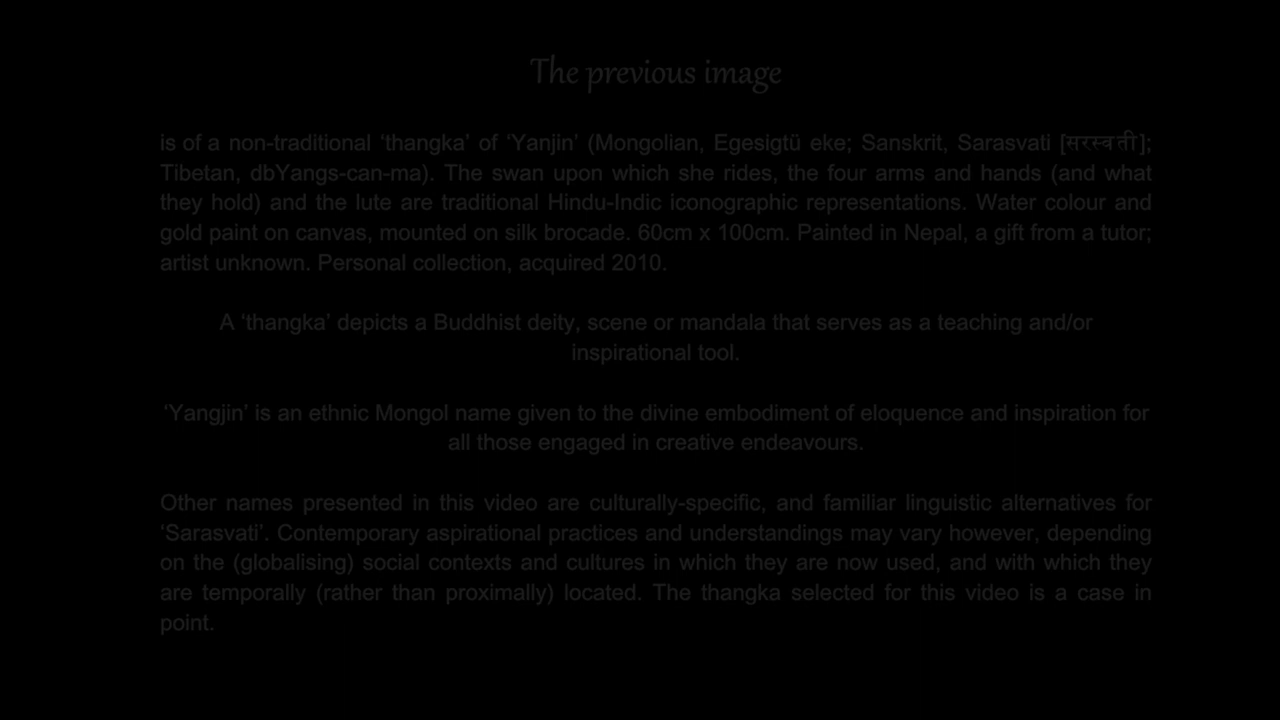 The previous image
is of a non-traditional ‘thangka’ of ‘Yanjin’ (Mongolian, Egesigtü eke; Sanskrit, Sarasvati [सरस्वती];
Tibetan, dbYangs-can-ma). The swan upon which she rides, the four arms and hands (and what
they hold) and the lute are traditional Hindu-Indic iconographic representations. Water colour and
gold paint on canvas, mounted on silk brocade. 60cm x 100cm. Painted in Nepal, a gift from a tutor;
artist unknown. Personal collection, acquired 2010.
A ‘thangka’ depicts a Buddhist deity, scene or mandala that serves as a teaching and/or
inspirational tool.
‘Yangjin’ is an ethnic Mongol name given to the divine embodiment of eloquence and inspiration for
all those engaged in creative endeavours.
Other names presented in this video are culturally-specific, and familiar linguistic alternatives for
‘Sarasvati’. Contemporary aspirational practices and understandings may vary however, depending
on the (globalising) social contexts and cultures in which they are now used, and with which they
are temporally (rather than proximally) located. The thangka selected for this video is a case in
point.